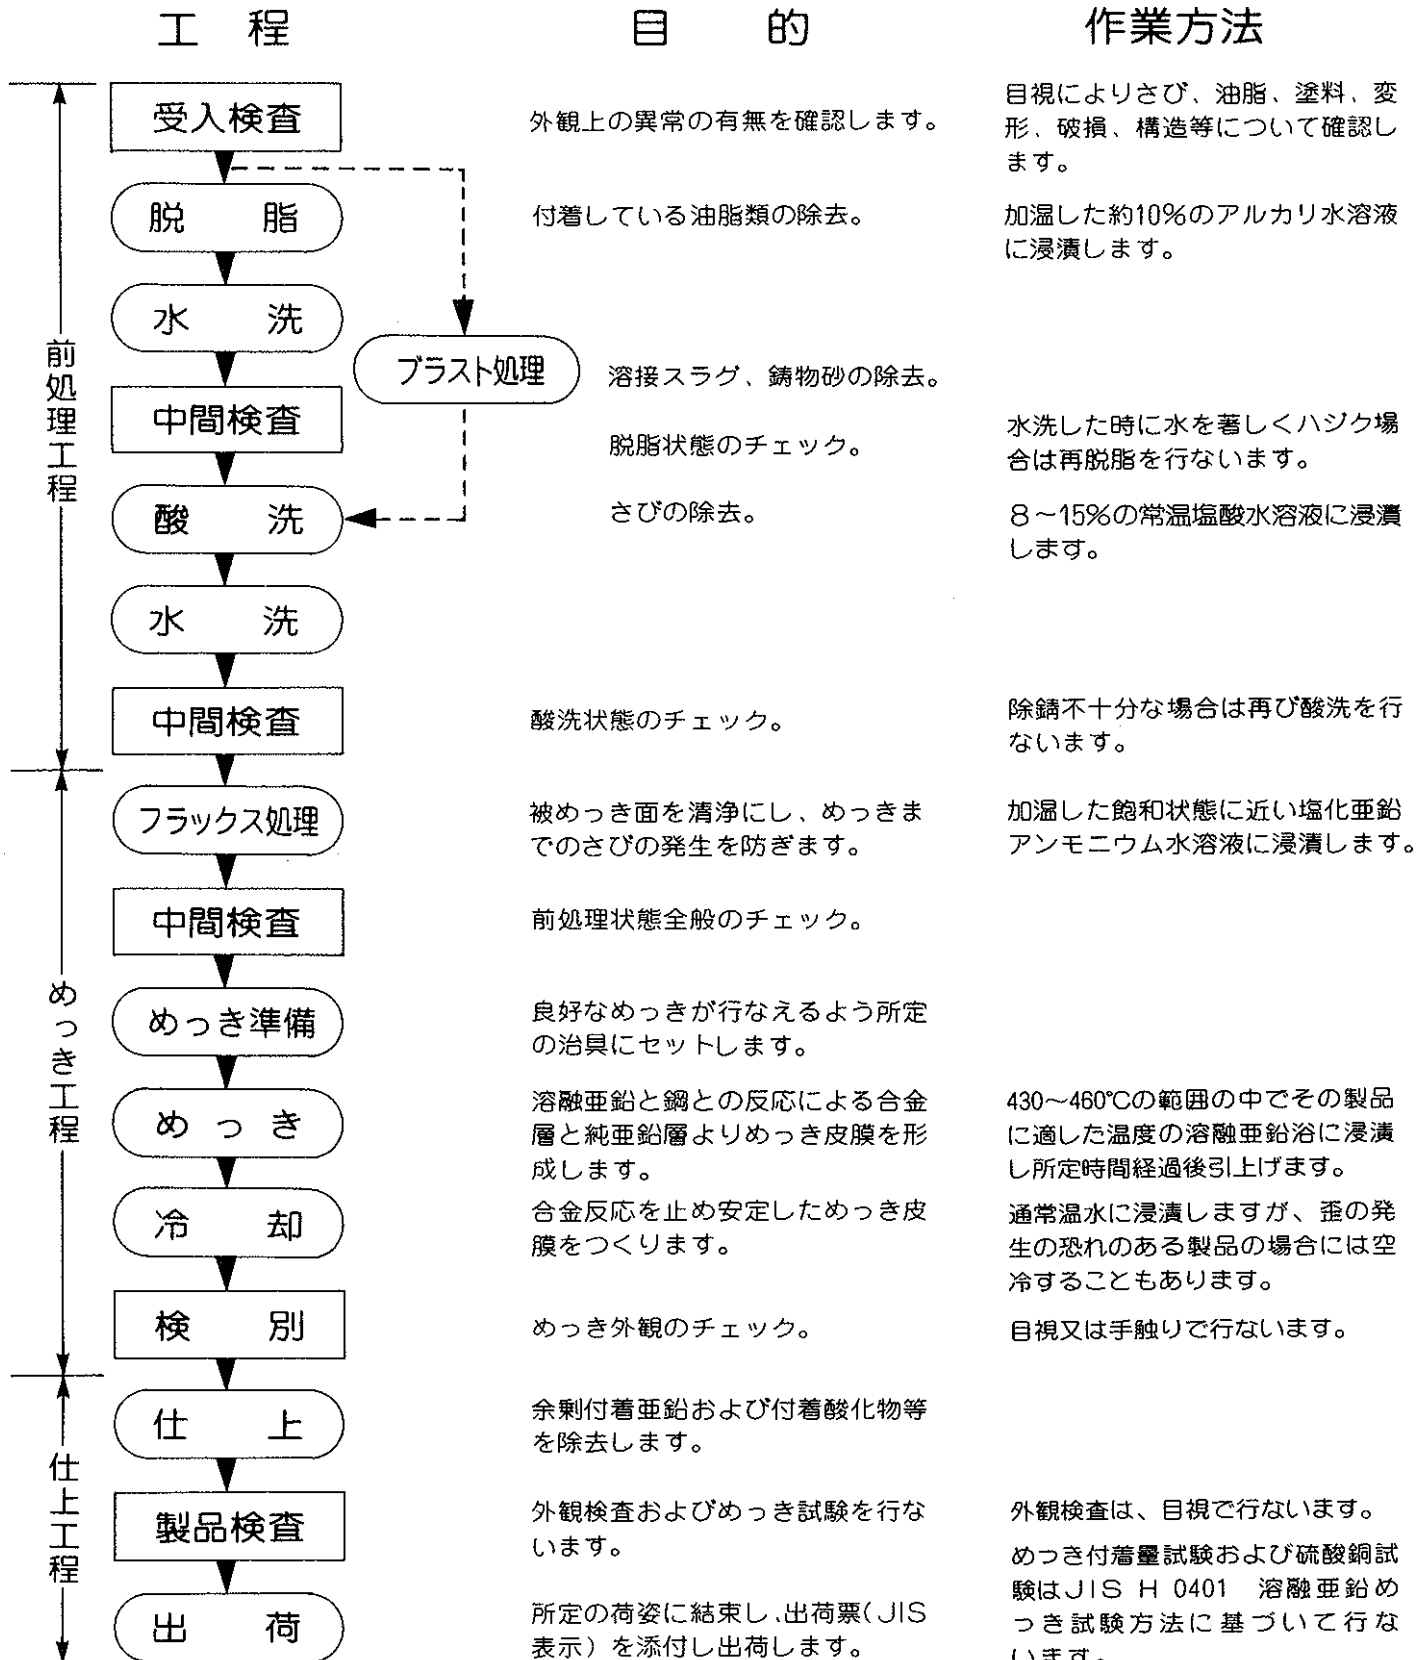 工程
目的
作業方法
前処理工程
受入検査
外観上の異常の有無を確認します。
目視によりさび、油脂、塗料、変
形、破損、構造等について確認し
ます。
脱脂
付着している油脂類の除去。
加温した約10%のアルカリ水溶液
に浸漬します。
水洗
ブラスト処理
溶接スラグ、鋳物砂の除去。
中間検査
脱脂状態のチェック。
水洗した時に水を著しくハジク場
合は再脱脂を行ないます。
酸洗
さびの除去。
8~15%の常温塩酸水溶液に浸漬
します。
水洗
中間検査
酸洗状態のチェック。
除錆不十分な場合は再び酸洗を行
ないます。
めっき工程
フラックス処理
被めっき面を清浄にし、めっきま
でのさびの発生を防ぎます。
加温した飽和状態に近い塩化亜鉛
アンモニウム水溶液に浸漬します。
中間検査
前処理状態全般のチェック。
めっき準備
良好なめっきが行なえるよう所定
の治具にセットします。
めっき
溶融亜鉛と鋼との反応による合金
層と純亜鉛層よりめっき皮膜を形
成します。
430~460℃の範囲の中でその製品
に適した温度の溶融亜鉛浴に浸漬
し所定時間経過後引上げます。
冷却
合金反応を止め安定しためっき皮
膜をつくります。
通常温水に浸漬しますが、歪の発
生の恐れのある製品の場合には空
冷することもあります。
検別
めっき外観のチェック。
目視又は手触りで行ないます。
仕上工程
仕上
余剰付着亜鉛および付着酸化物等
を除去します。
製品検査
外観検査およびめっき試験を行な
います。
外観検査は、目視で行ないます。
めっき付着量試験および硫酸銅試
験はJIS H 0401 溶融亜鉛め
っき試験方法に基づいて行な
います。
出荷
所定の荷姿に結束し、出荷票(JIS
表示)を添付し出荷します。